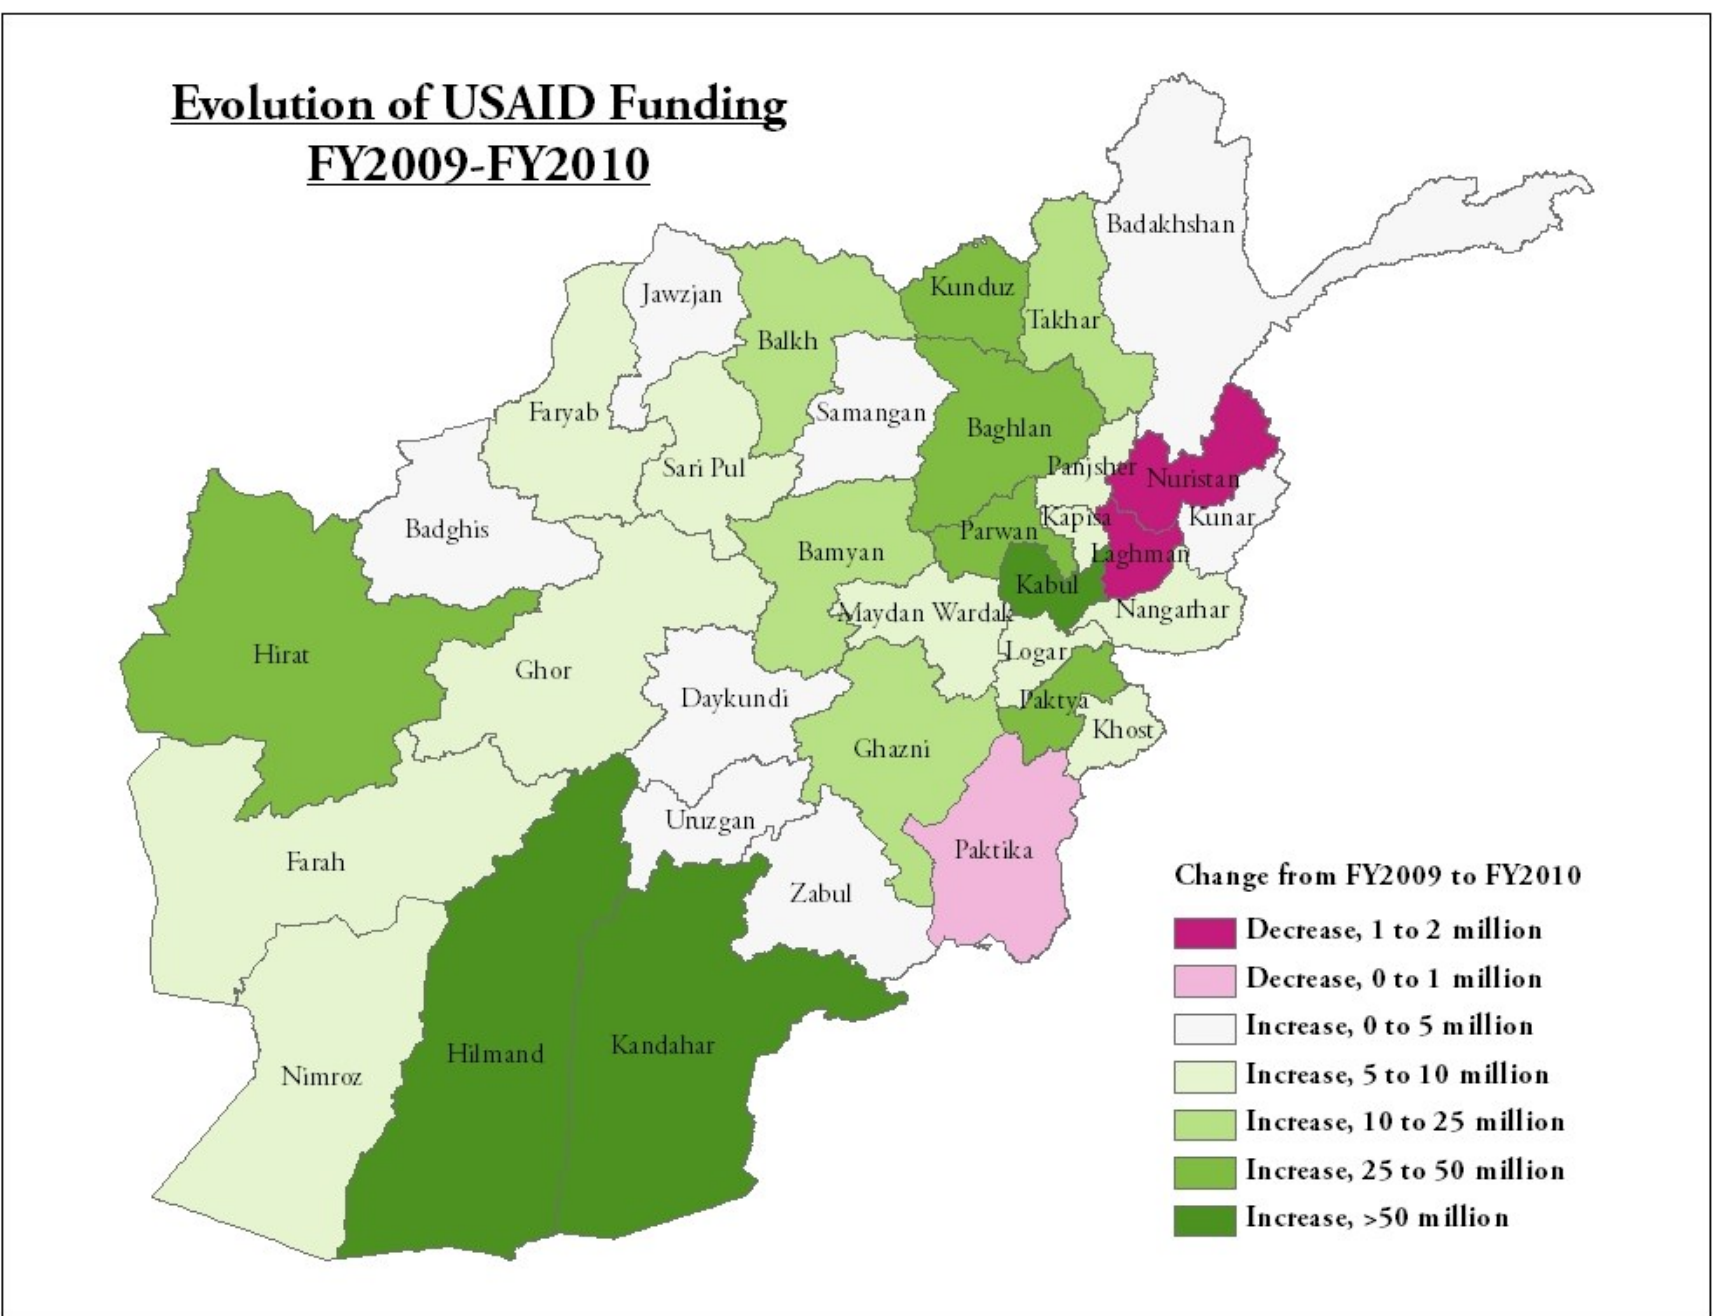 Evolution of USAID Funding
FY2009-FY2010
Badakhshan
Jawzjan
Kunduz
Takhar
Balkh
Faryab
Samangan
Baghlan
Sari Pul
Panjsher
Nuristan
Badghis
Kapisa
Kunar
Parwan
Bamyan
Laghman
Kabul
Maydan Wardak
Nangarhar
Hirat
Ghor
Logar
Daykundi
Paktya
Khost
Ghazni
Uruzgan
Paktika
Farah
Zabul
Hilmand
Kandahar
Nimroz
Change from FY2009 to FY2010
Decrease, 1 to 2 million
Decrease, 0 to 1 million
Increase, 0 to 5 million
Increase, 5 to 10 million
Increase, 10 to 25 million
Increase, 25 to 50 million
Increase, >50 million